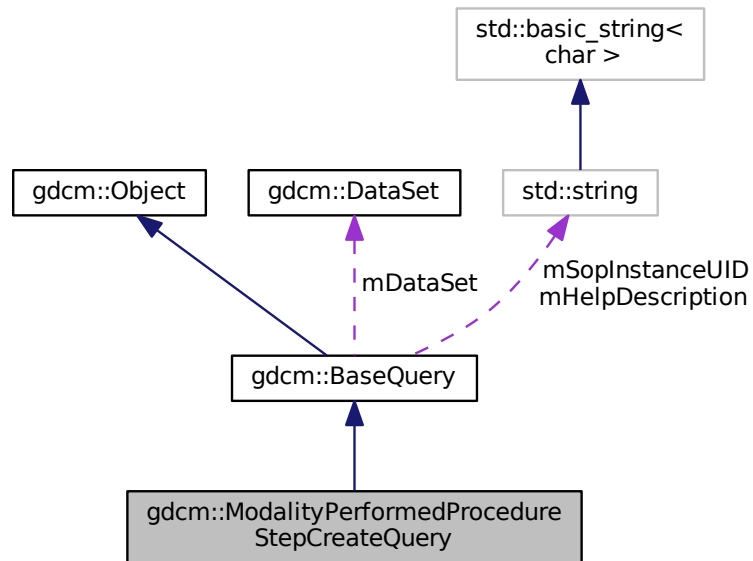 std::basic_string<
char >
gdcm::Object
gdcm::DataSet
std::string
mDataSet
mSopInstanceUID
mHelpDescription
gdcm::BaseQuery
gdcm::ModalityPerformedProcedure
StepCreateQuery